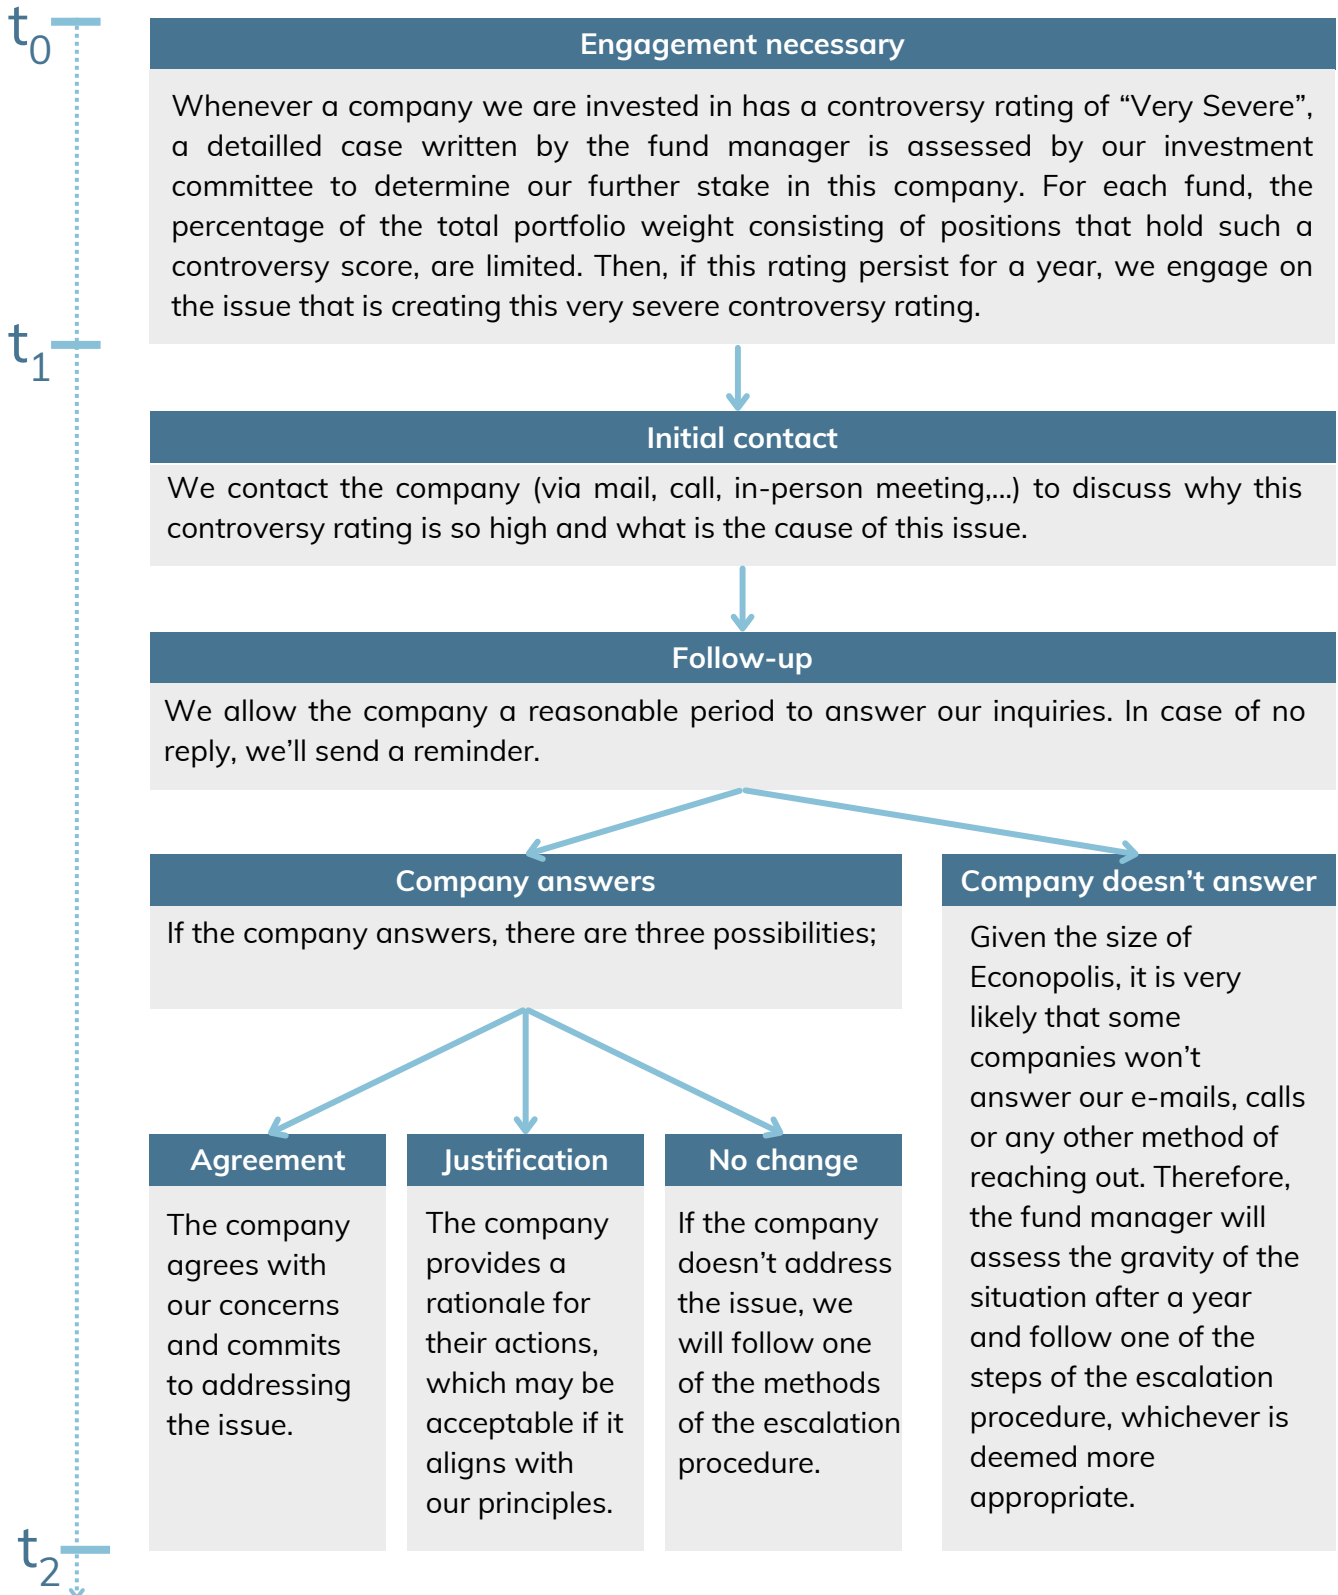 t0
Engagement necessary
Whenever a company we are invested in has a controversy rating of “Very Severe”,
a detailled case written by the fund manager is assessed by our investment
committee to determine our further stake in this company. For each fund, the
percentage of the total portfolio weight consisting of positions that hold such a
controversy score, are limited. Then, if this rating persist for a year, we engage on
the issue that is creating this very severe controversy rating.
t1
Initial contact
We contact the company (via mail, call, in-person meeting,...) to discuss why this
controversy rating is so high and what is the cause of this issue.
Follow-up
We allow the company a reasonable period to answer our inquiries. In case of no
reply, we’ll send a reminder.
Company answers
If the company answers, there are three possibilities;
Agreement
The company
agrees with
our concerns
and commits
to addressing
the issue.
Justification
The company
provides a
rationale for
their actions,
which may be
acceptable if it
aligns with
our principles.
No change
If the company
doesn’t address
the issue, we
will follow one
of the methods
of the escalation
procedure.
Company doesn’t answer
Given the size of
Econopolis, it is very
likely that some
companies won’t
answer our e-mails, calls
or any other method of
reaching out. Therefore,
the fund manager will
assess the gravity of the
situation after a year
and follow one of the
steps of the escalation
procedure, whichever is
deemed more
appropriate.
t2